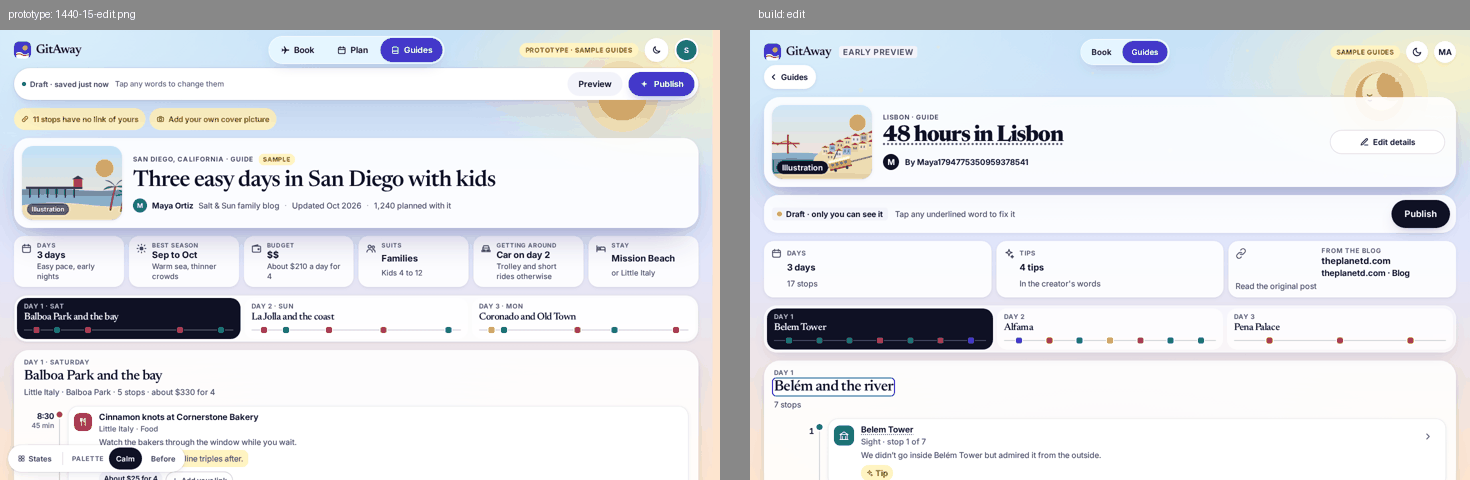 prototype: 1440-15-edit.png
GitAway
Book
Plan
Guides
PROTOTYPE · SAMPLE GUIDES
S
Draft · saved just now
Tap any words to change them
Preview
Publish
11 stops have no link of yours
Add your own cover picture
Illustration
SAN DIEGO, CALIFORNIA · GUIDE
SAMPLE
Three easy days in San Diego with kids
M
Maya Ortiz
Salt & Sun family blog · Updated Oct 2026 · 1,240 planned with it
DAYS
3 days
Easy pace, early nights
BEST SEASON
Sep to Oct
Warm sea, thinner crowds
BUDGET
$$
About $210 a day for 4
SUITS
Families
Kids 4 to 12
GETTING AROUND
Car on day 2
Trolley and short rides otherwise
STAY
Mission Beach
or Little Italy
DAY 1 · SAT
Balboa Park and the bay
DAY 2 · SUN
La Jolla and the coast
DAY 3 · MON
Coronado and Old Town
DAY 1 · SATURDAY
Balboa Park and the bay
Little Italy · Balboa Park · 5 stops · about $330 for 4
8:30
45 min
Cinnamon knots at Cornerstone Bakery
Little Italy · Food
Watch the bakers through the window while you wait.
line triples after.
About $25 for 4
Add your link
States
PALETTE
Calm
Before
build: edit
GitAway
EARLY PREVIEW
Book
Guides
SAMPLE GUIDES
MA
Guides
Illustration
LISBON · GUIDE
48 hours in Lisbon
M
By Maya1794775350959378541
Edit details
Draft · only you can see it
Tap any underlined word to fix it
Publish
DAYS
3 days
17 stops
TIPS
4 tips
In the creator's words
FROM THE BLOG
theplanetd.com
theplanetd.com · Blog
Read the original post
DAY 1
Belem Tower
DAY 2
Alfama
DAY 3
Pena Palace
DAY 1
Belém and the river
7 stops
1
Belem Tower
Sight · stop 1 of 7
We didn't go inside Belém Tower but admired it from the outside.
Tip